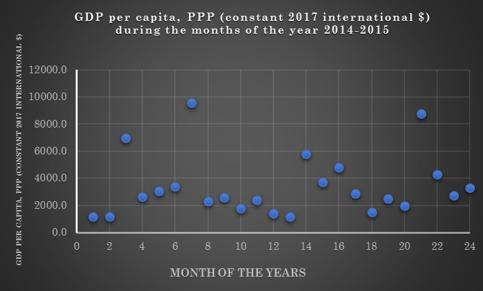 GDP per capita, PPP (constant 2017 international $)
during the months of the year 2014-2015
GDP PER CAPITA, PPP (CONSTANT 2017 INTERNATIONAL $)
12000.0
10000.0
8000.0
6000.0
4000.0
2000.0
0.0
0 2 4 6 8 10 12 14 16 18 20 22 24
MONTH OF THE YEARS